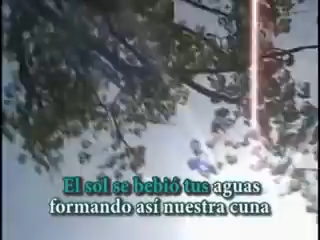 El sol se bebió tus aguas
formando así nuestra cuna